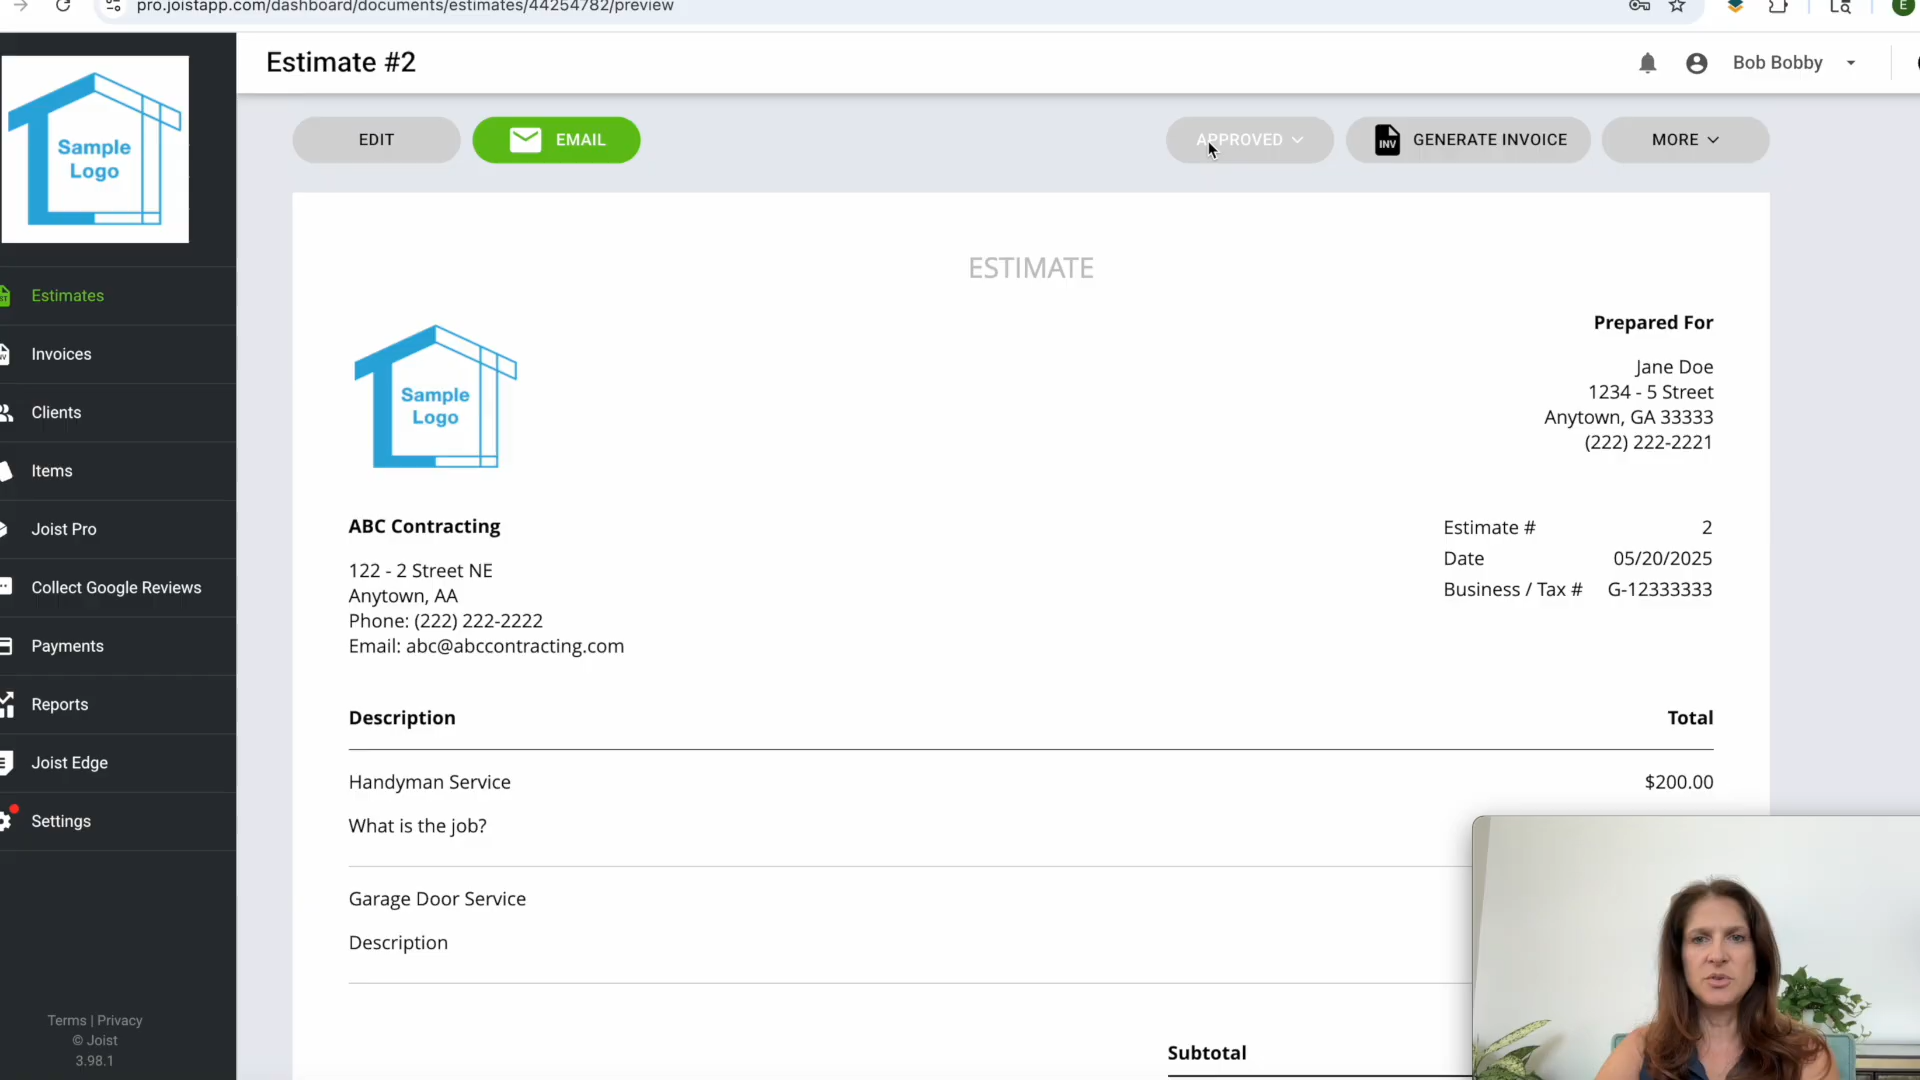 pro.joistapp.com/dashboard/documents/estimates/44254782/preview
E
Sample
Logo
Estimate #2
Bob Bobby
EDIT
EMAIL
APPROVED
INV
GENERATE INVOICE
MORE
Estimates
Invoices
Clients
Items
Joist Pro
Collect Google Reviews
Payments
Reports
Joist Edge
Settings
Terms | Privacy
© Joist
3.98.1
ESTIMATE
Sample
Logo
Prepared For
Jane Doe
1234 - 5 Street
Anytown, GA 33333
(222) 222-2221
ABC Contracting
122 - 2 Street NE
Anytown, AA
Phone: (222) 222-2222
Email: abc@abccontracting.com
Estimate # 2
Date 05/20/2025
Business / Tax # G-12333333
Description Total
Handyman Service $200.00
What is the job?
Garage Door Service
Description
Subtotal